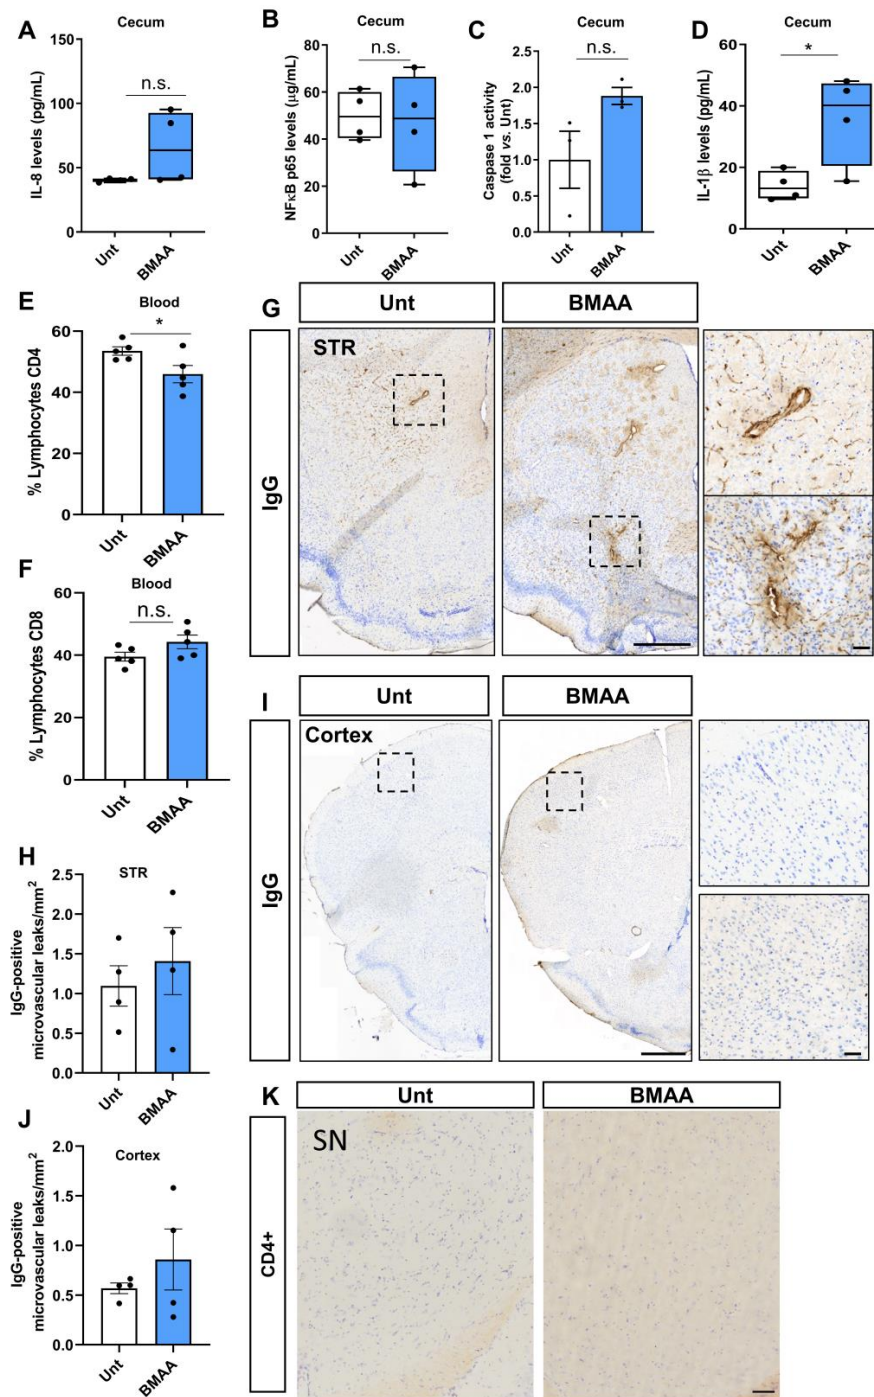 A
Cecum
IL-8 levels (pg/mL)
150
100
50
0
n.s.
Unt
BMAA
B
Cecum
NFκB p65 levels (μg/mL)
80
60
40
20
0
n.s.
Unt
BMAA
C
Cecum
Caspase 1 activity
(fold vs. Unt)
2.5
2.0
1.5
1.0
0.5
0.0
n.s.
Unt
BMAA
D
Cecum
IL-1β levels (pg/mL)
60
40
20
0
*
Unt
BMAA
E
Blood
% Lymphocytes CD4
60
40
20
0
*
Unt
BMAA
G
Unt
BMAA
IgG
STR
F
Blood
% Lymphocytes CD8
60
40
20
0
n.s.
Unt
BMAA
I
Unt
BMAA
IgG
Cortex
H
STR
IgG-positive
microvascular leaks/mm²
2.5
2.0
1.5
1.0
0.5
0.0
Unt
BMAA
J
Cortex
IgG-positive
microvascular leaks/mm²
2.0
1.5
1.0
0.5
0.0
Unt
BMAA
K
Unt
BMAA
CD4+
SN